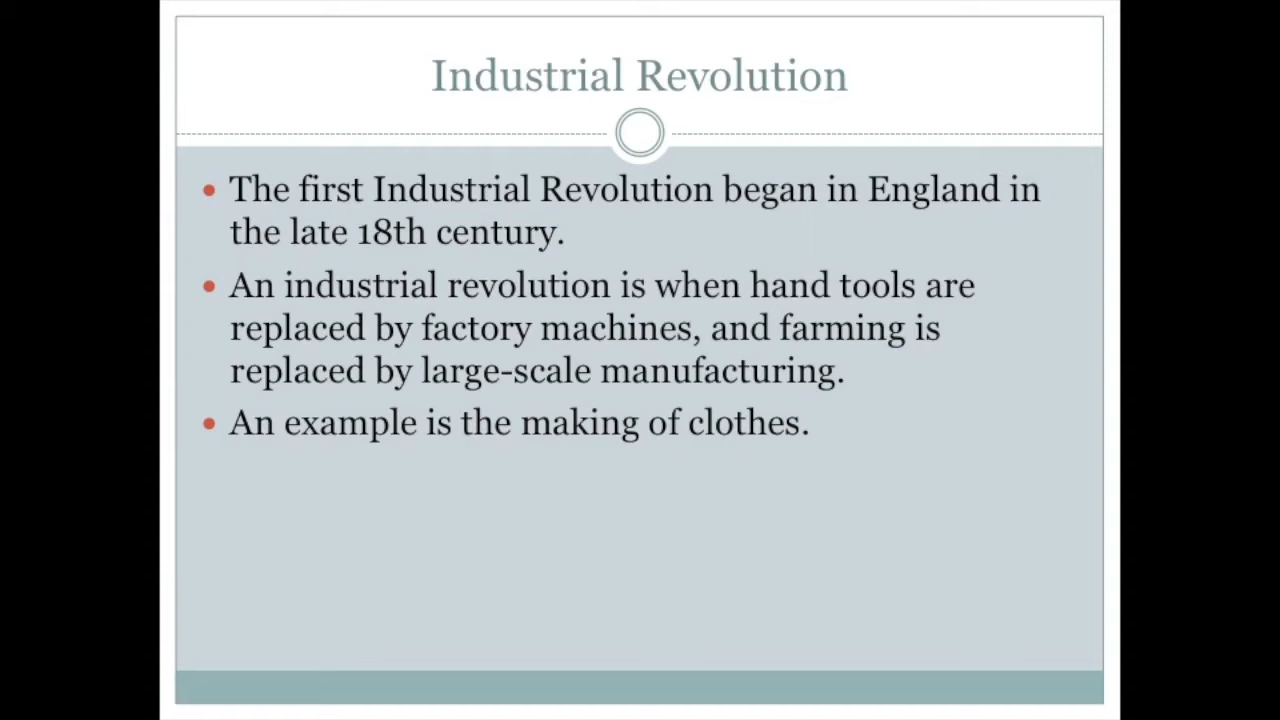 Industrial Revolution
• The first Industrial Revolution began in England in
the late 18th century.
• An industrial revolution is when hand tools are
replaced by factory machines, and farming is
replaced by large-scale manufacturing.
• An example is the making of clothes.